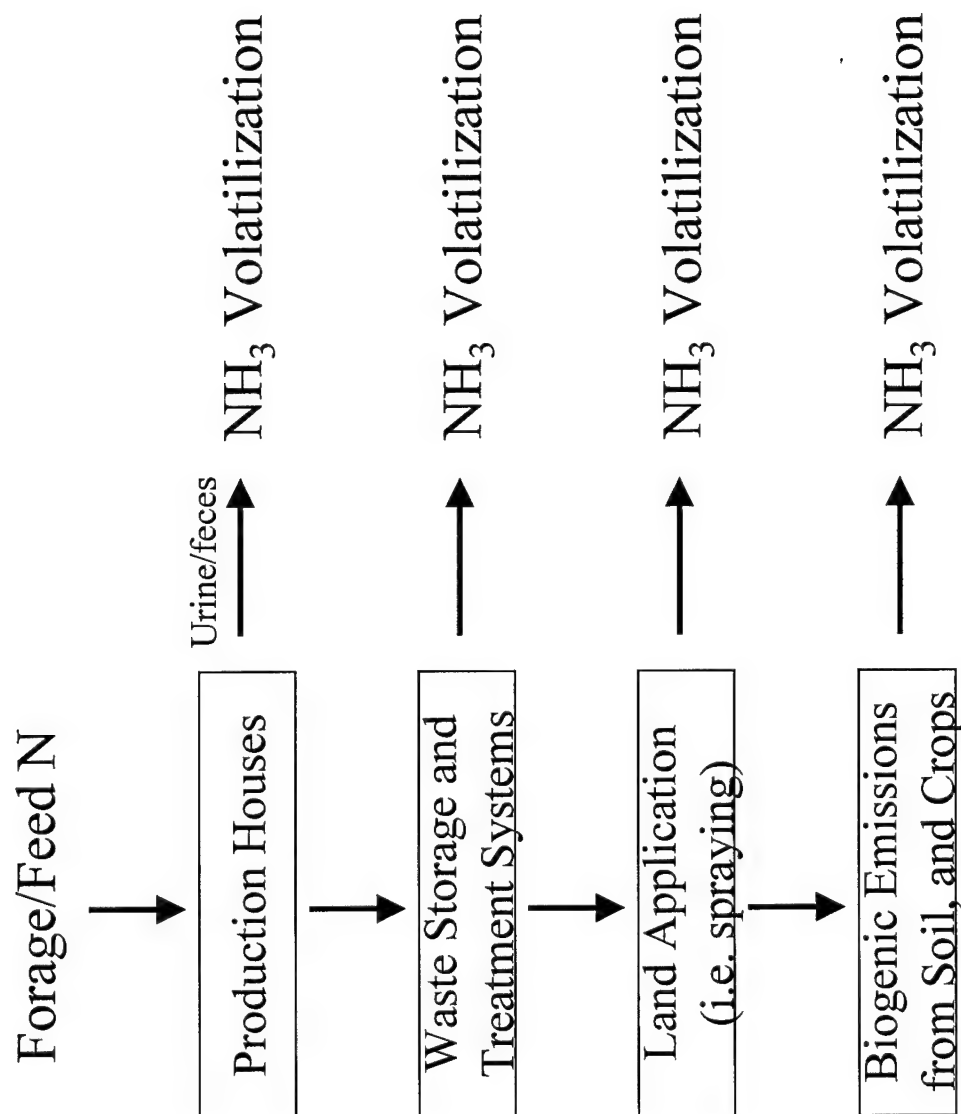 Forage/Feed N
Production Houses
Urine/feces
NH₃ Volatilization
Waste Storage and
Treatment Systems
NH₃ Volatilization
Land Application
(i.e. spraying)
NH₃ Volatilization
Biogenic Emissions
from Soil, and Crops
NH₃ Volatilization